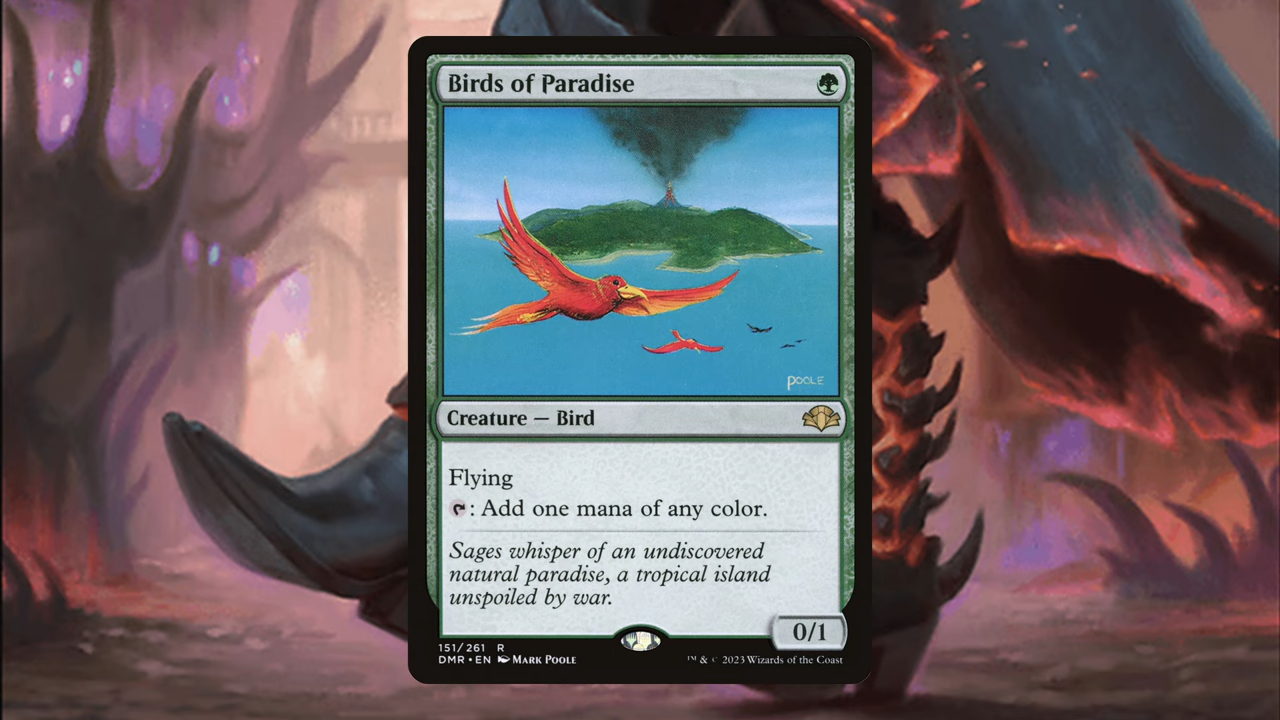 Birds of Paradise
POOLE
Creature — Bird
Flying
: Add one mana of any color.
Sages whisper of an undiscovered
natural paradise, a tropical island
unspoiled by war.
0/1
151/261 R
DMR • EN Mark Poole
™ & © 2023 Wizards of the Coast